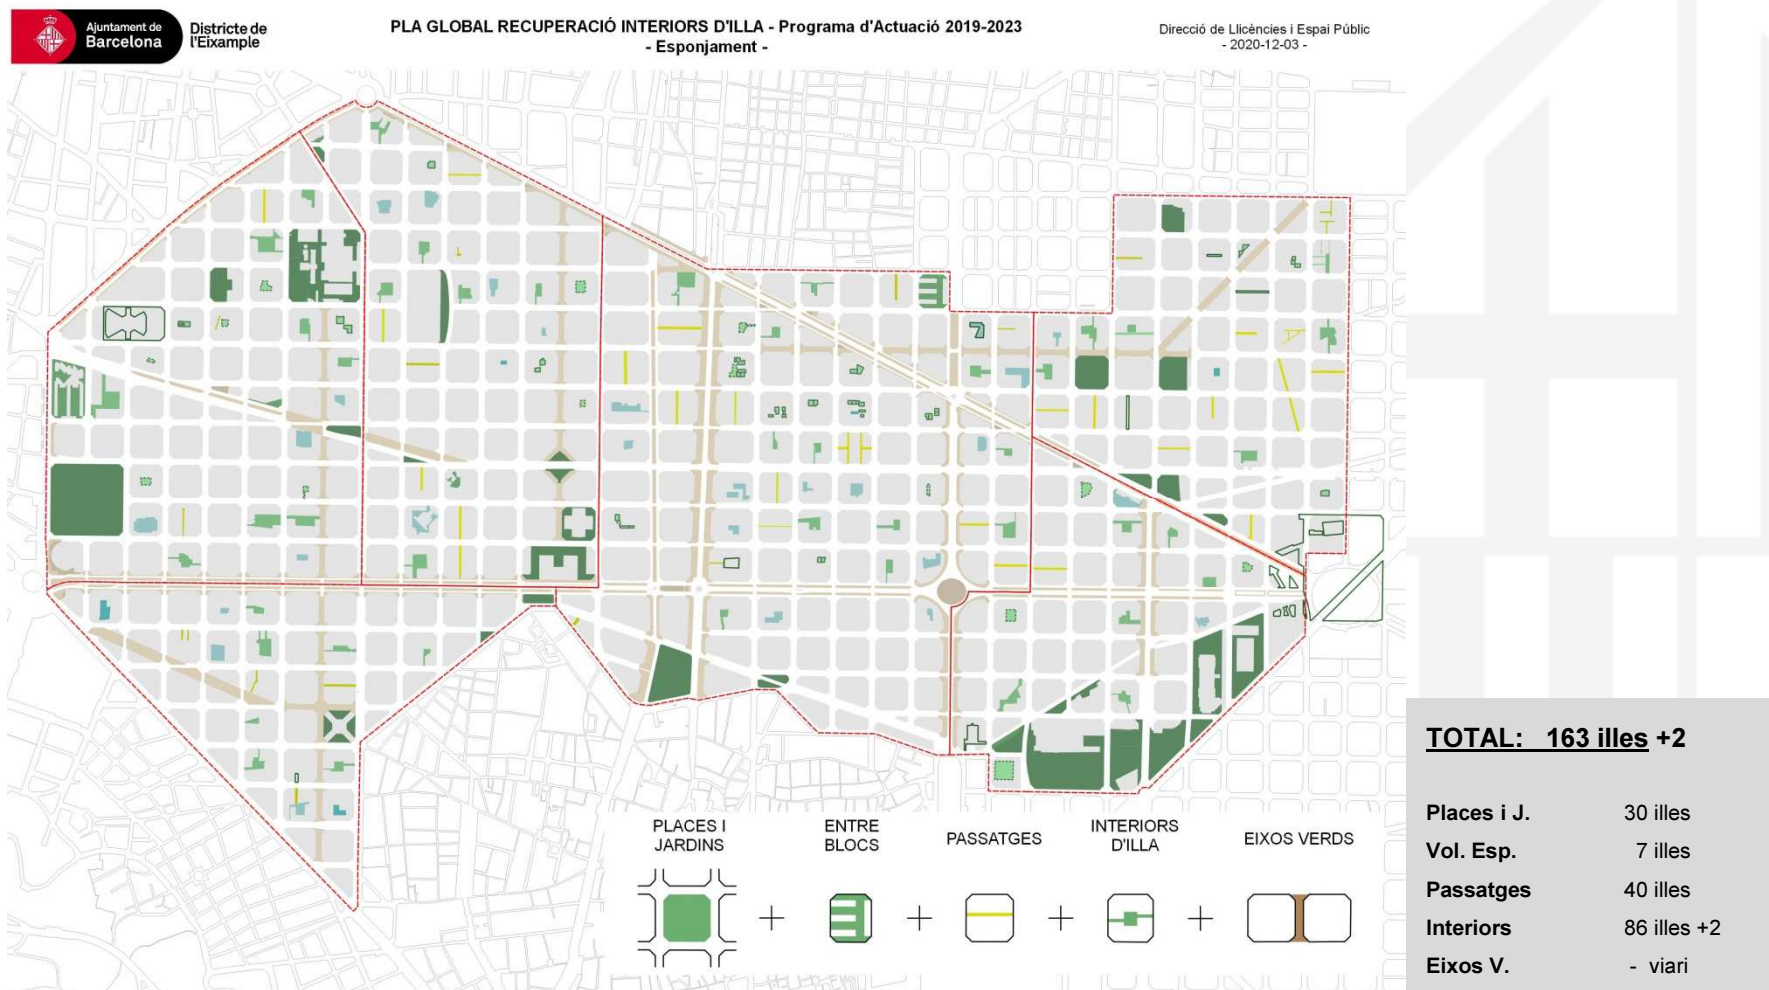 Ajuntament de
Barcelona
Districte de
l'Eixample
PLA GLOBAL RECUPERACIÓ INTERIORS D'ILLA - Programa d'Actuació 2019-2023
- Esponjament -
Direcció de Llicències i Espai Públic
- 2020-12-03 -
PLACES I
JARDINS
ENTRE
BLOCS
PASSATGES
INTERIORS
D'ILLA
EIXOS VERDS
TOTAL: 163 illes +2
Places i J. 30 illes
Vol. Esp. 7 illes
Passatges 40 illes
Interiors 86 illes +2
Eixos V. - viari